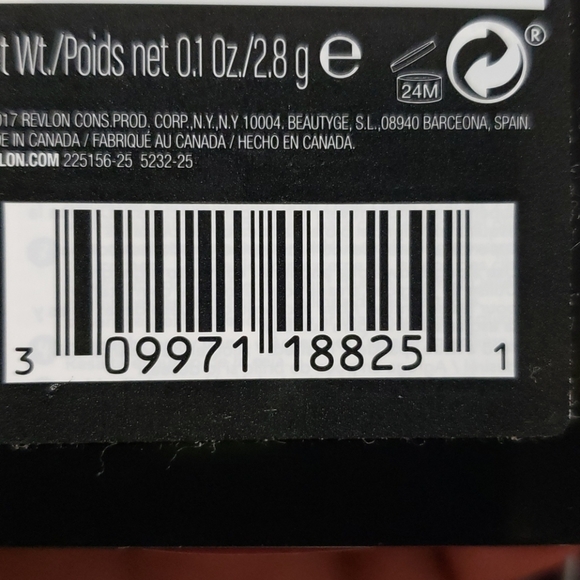 t Wt./Poids net 0.1 Oz./2.8 g ℮ 24M ®
017 REVLON CONS.PROD. CORP.,N.Y.,N.Y 10004. BEAUTYGE, S.L.,08940 BARCEONA, SPAIN.
DE IN CANADA / FABRIQUÉ AU CANADA / HECHO EN CANADA.
LON.COM 225156-25 5232-25
3 09971 18825 1